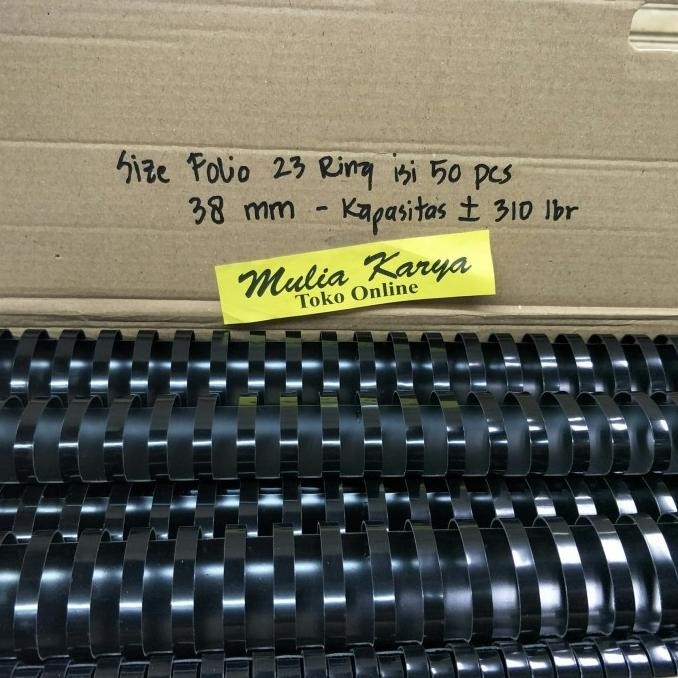 Size Folio 23 Ring isi 50 pcs
38 mm - Kapasitas ± 310 lbr
Mulia Karya
Toko Online